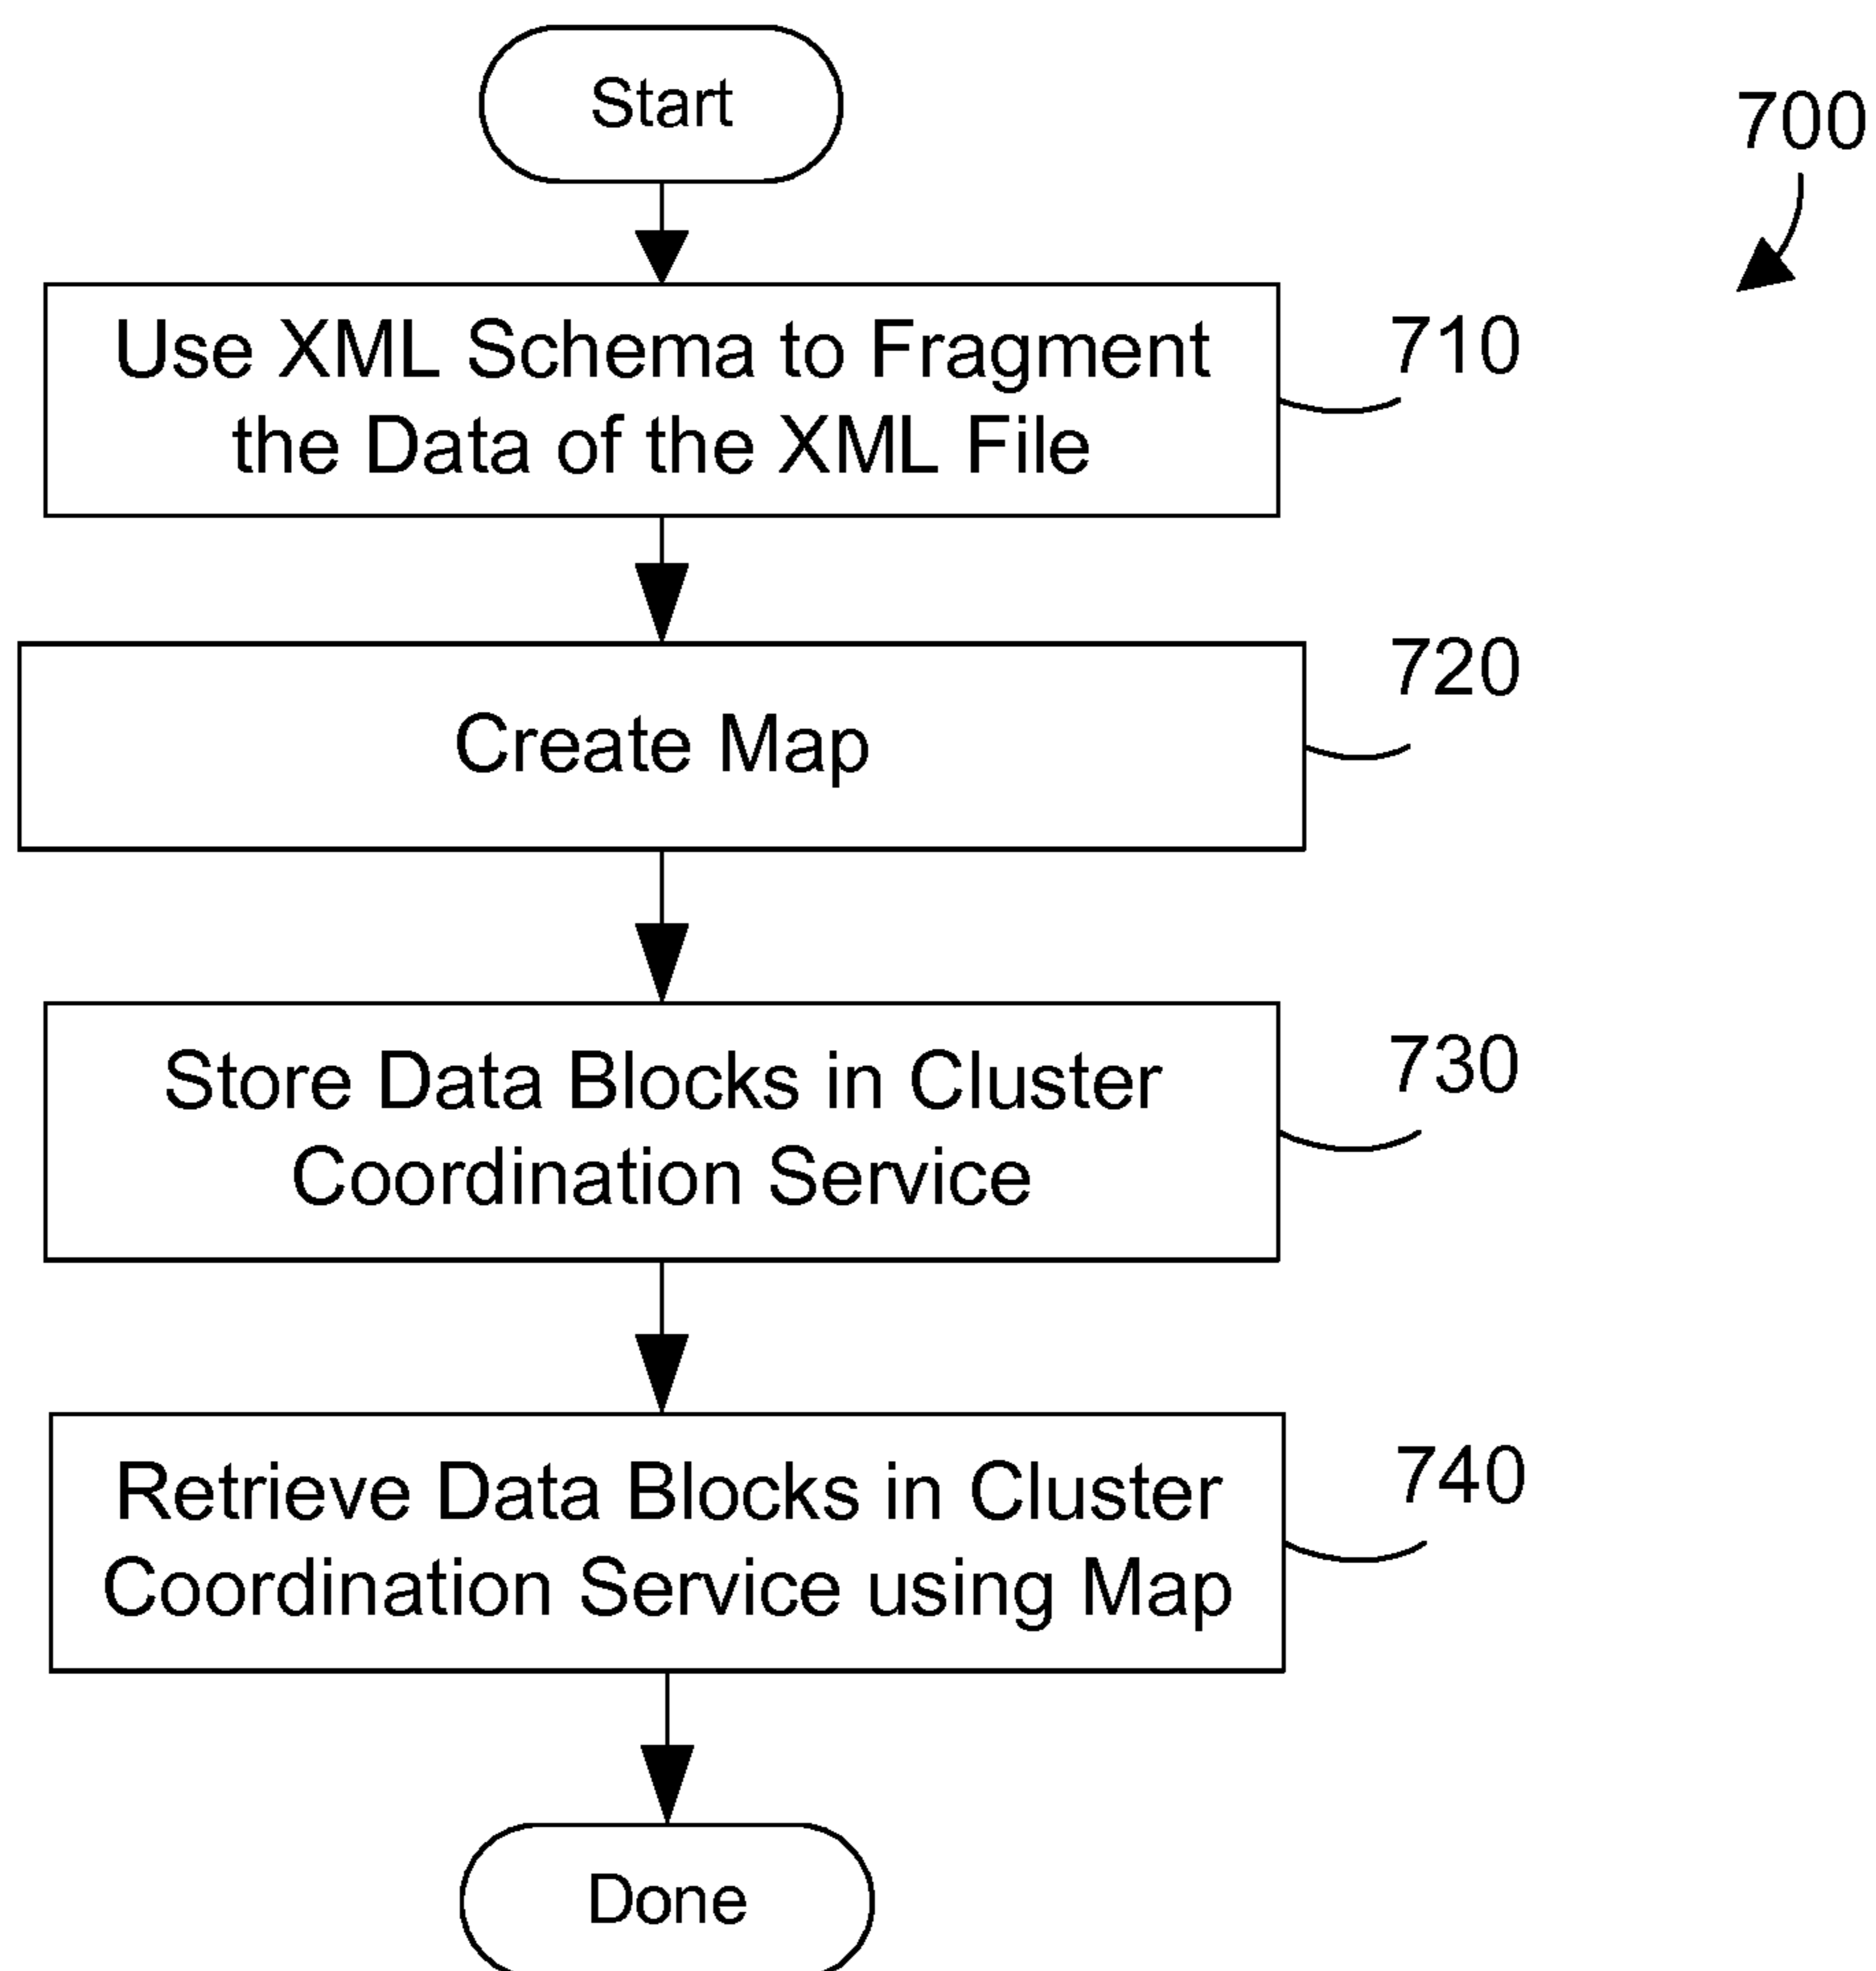 Start
700
Use XML Schema to Fragment
the Data of the XML File
710
Create Map
720
Store Data Blocks in Cluster
Coordination Service
730
Retrieve Data Blocks in Cluster
Coordination Service using Map
740
Done